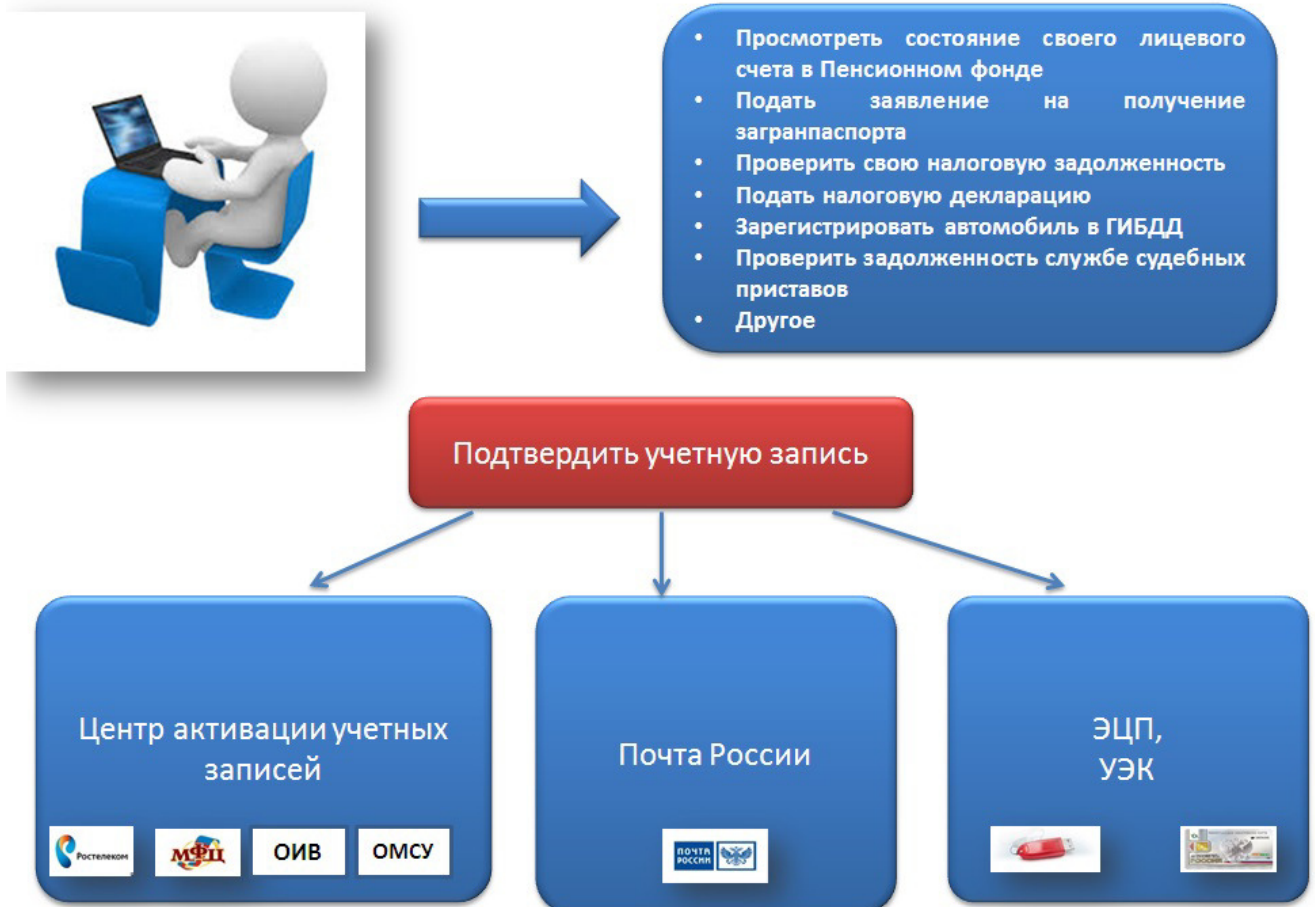 • Просмотреть состояние своего лицевого
счета в Пенсионном фонде
• Подать заявление на получение
загранпаспорта
• Проверить свою налоговую задолженность
• Подать налоговую декларацию
• Зарегистрировать автомобиль в ГИБДД
• Проверить задолженность службе судебных
приставов
• Другое
Подтвердить учетную запись
Центр активации учетных
записей
Ростелеком
МФЦ
ОИВ
ОМСУ
Почта России
ПОЧТА
РОССИИ
ЭЦП,
УЭК